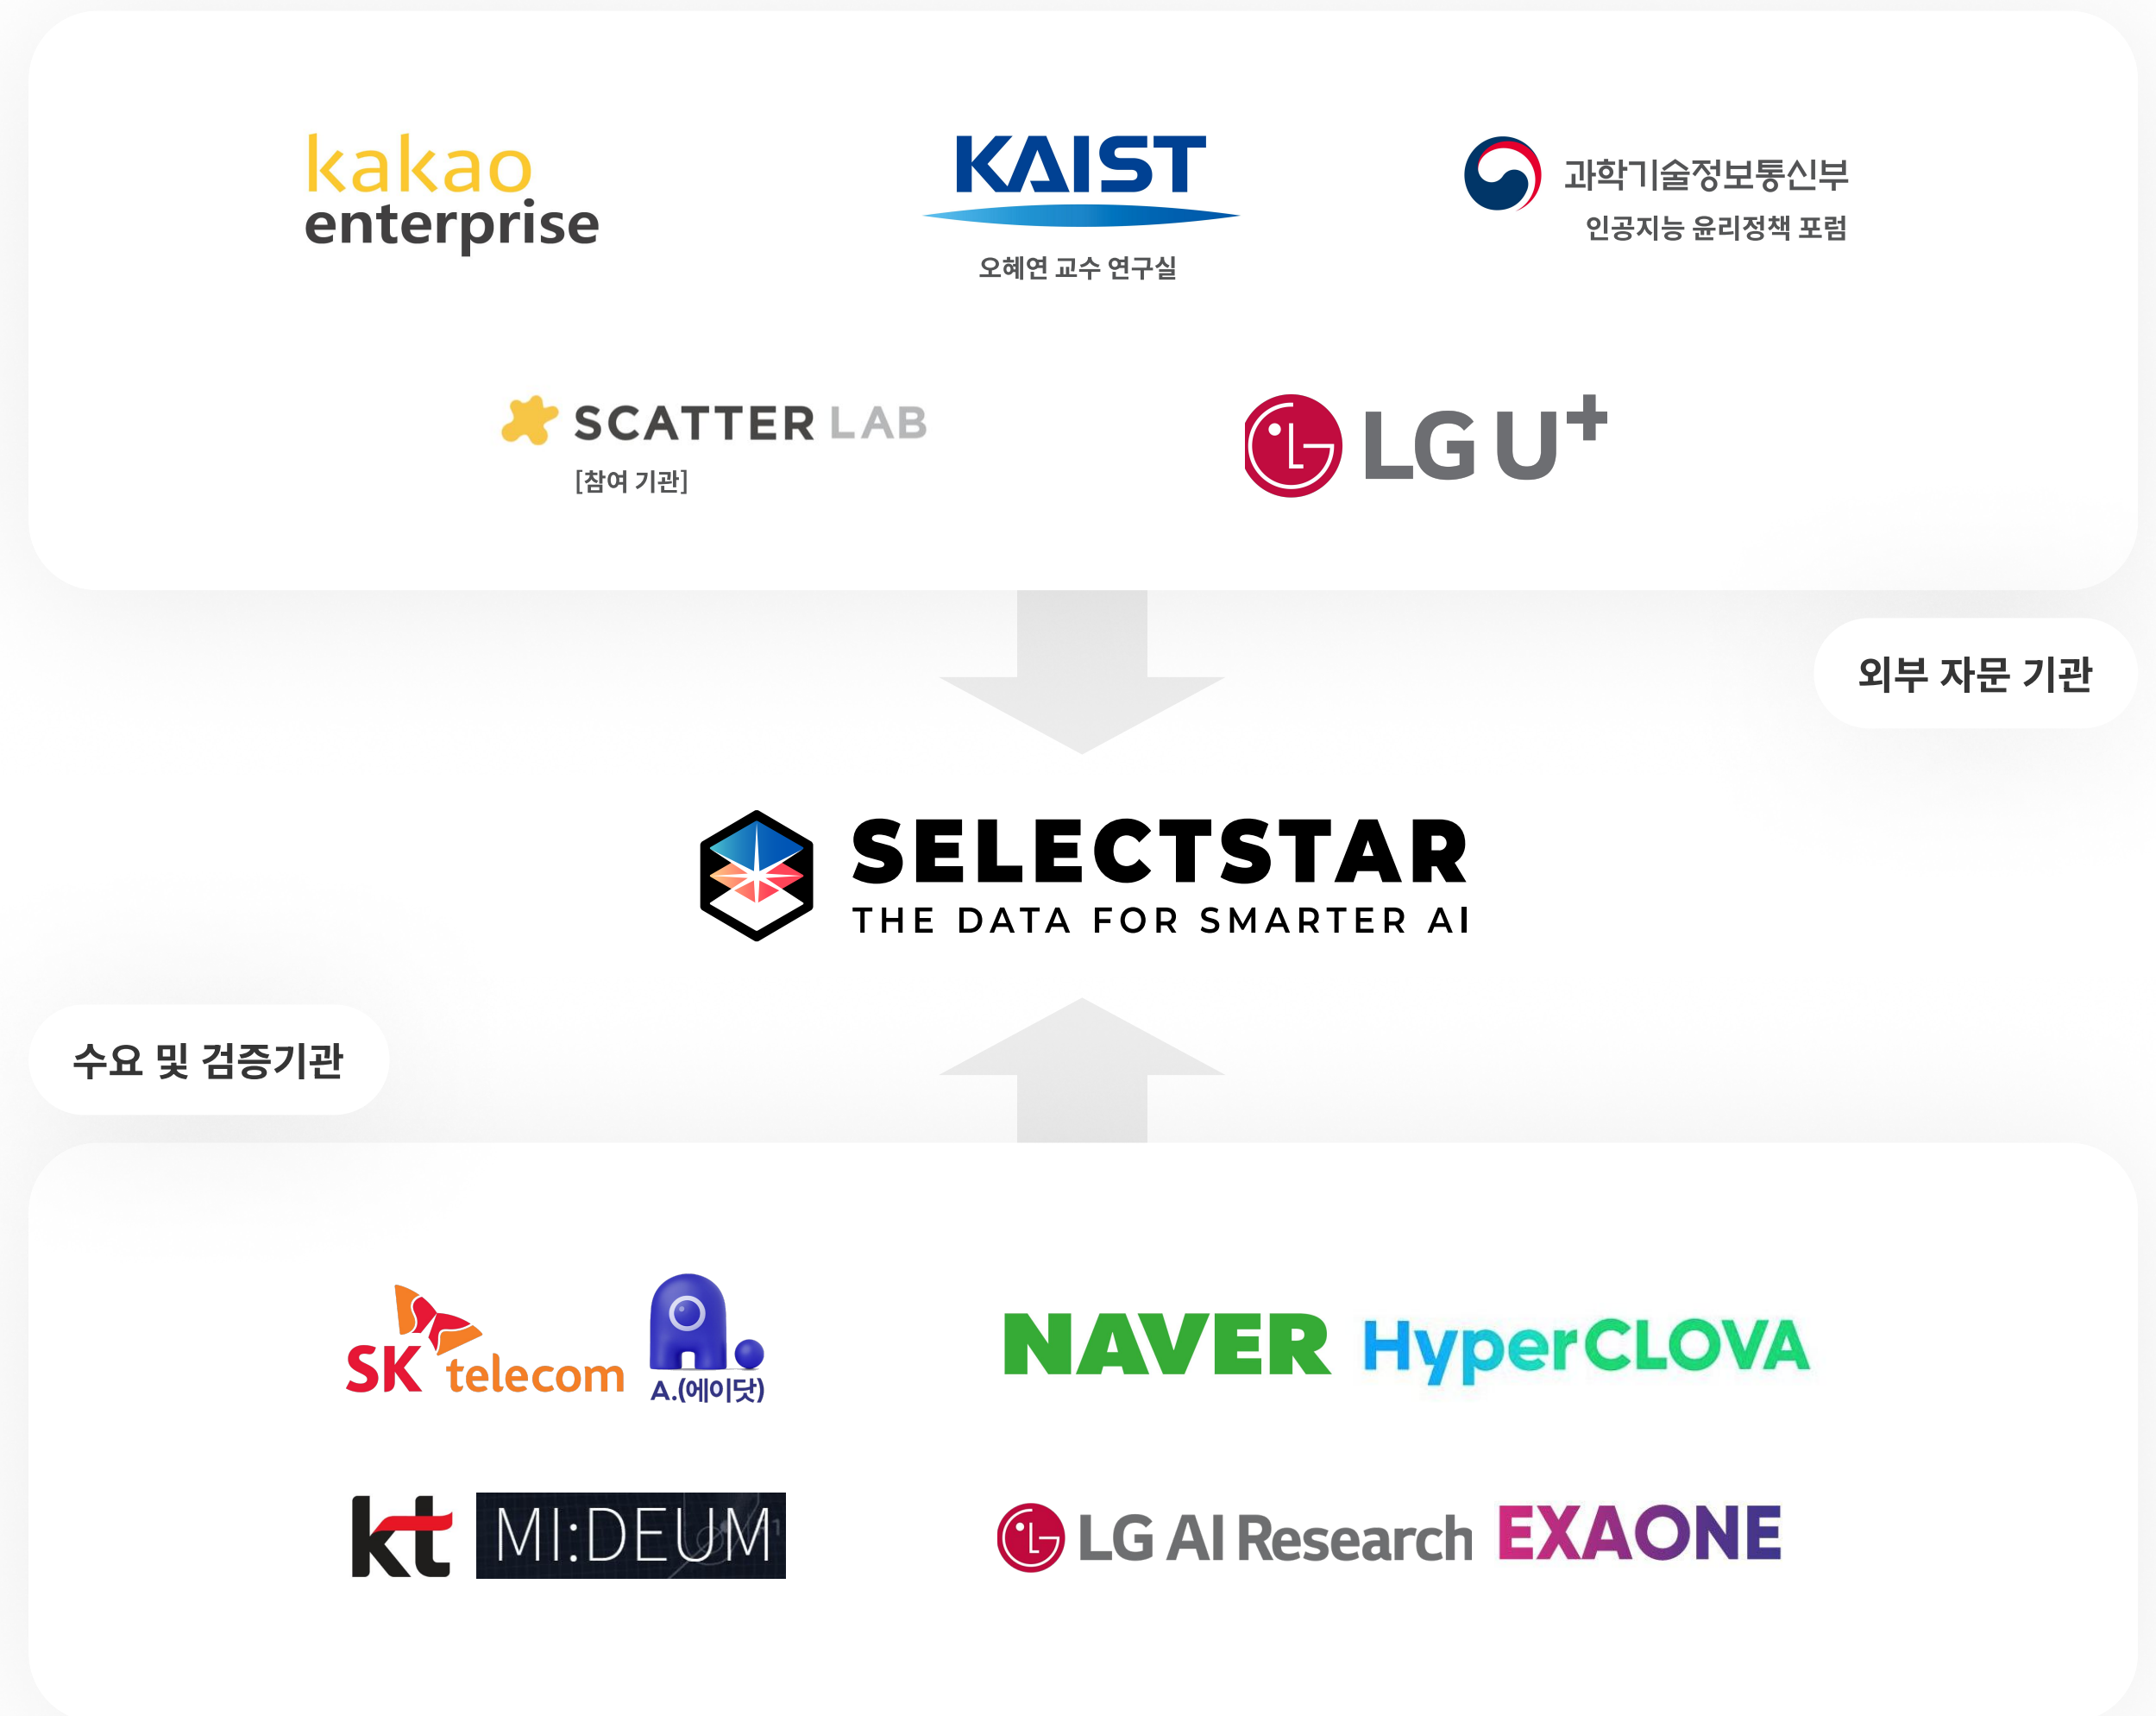 kakao
enterprise
KAIST
오혜연 교수 연구실
과학기술정보통신부
인공지능 윤리정책 포럼
SCATTER LAB
[참여 기관]
LG U+
외부 자문 기관
SELECTSTAR
THE DATA FOR SMARTER AI
수요 및 검증기관
SK telecom
A.(에이닷)
NAVER
HyperCLOVA
kt
MI:DEUM
LG AI Research
EXAONE